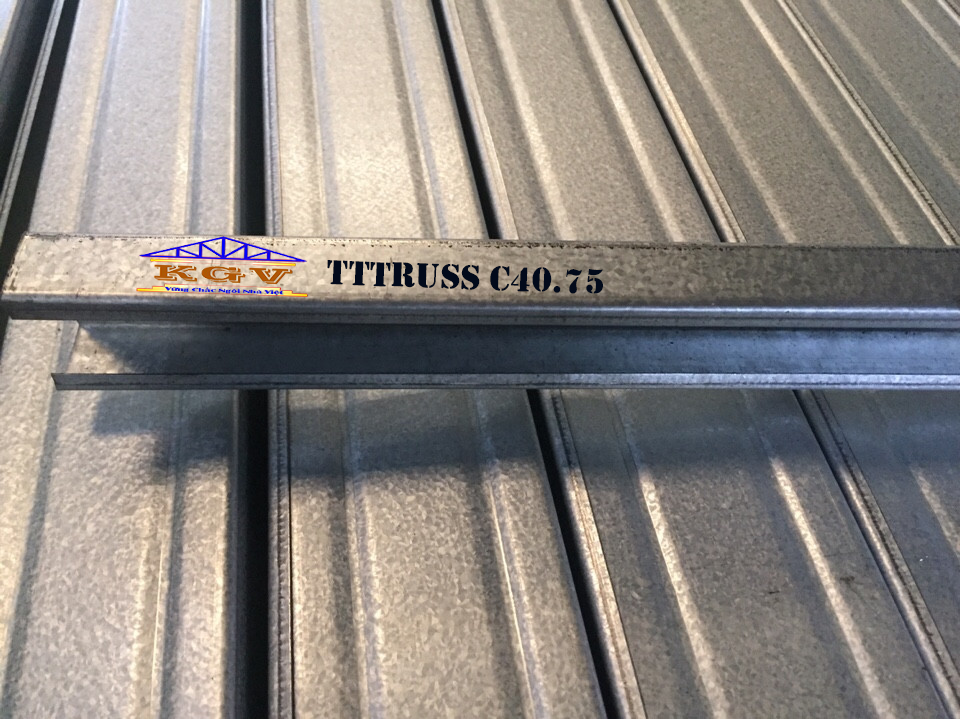 KGV
Vững Chắc Ngôi Nhà Việt
TTTRUSS C40.75